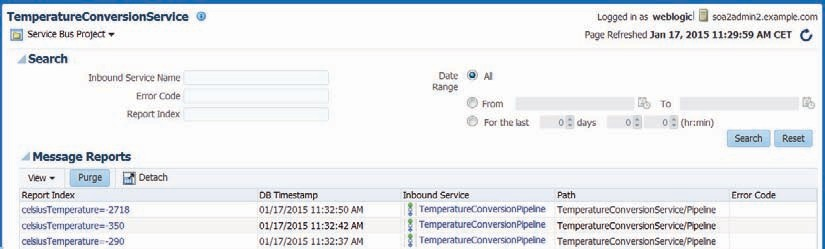 TemperatureConversionService Logged in as weblogic soa2admin2.example.com
Service Bus Project Page Refreshed Jan 17, 2015 11:29:59 AM CET
Search
Inbound Service Name Date Range All
Error Code From To
Report Index For the last 0 days 0 0 (hr:min)
Search Reset
Message Reports
View Purge Detach
Report Index DB Timestamp Inbound Service Path Error Code
celsiusTemperature=-2718 01/17/2015 11:32:50 AM TemperatureConversionPipeline TemperatureConversionService/Pipeline
celsiusTemperature=-350 01/17/2015 11:32:42 AM TemperatureConversionPipeline TemperatureConversionService/Pipeline
celsiusTemperature=-290 01/17/2015 11:32:37 AM TemperatureConversionPipeline TemperatureConversionService/Pipeline